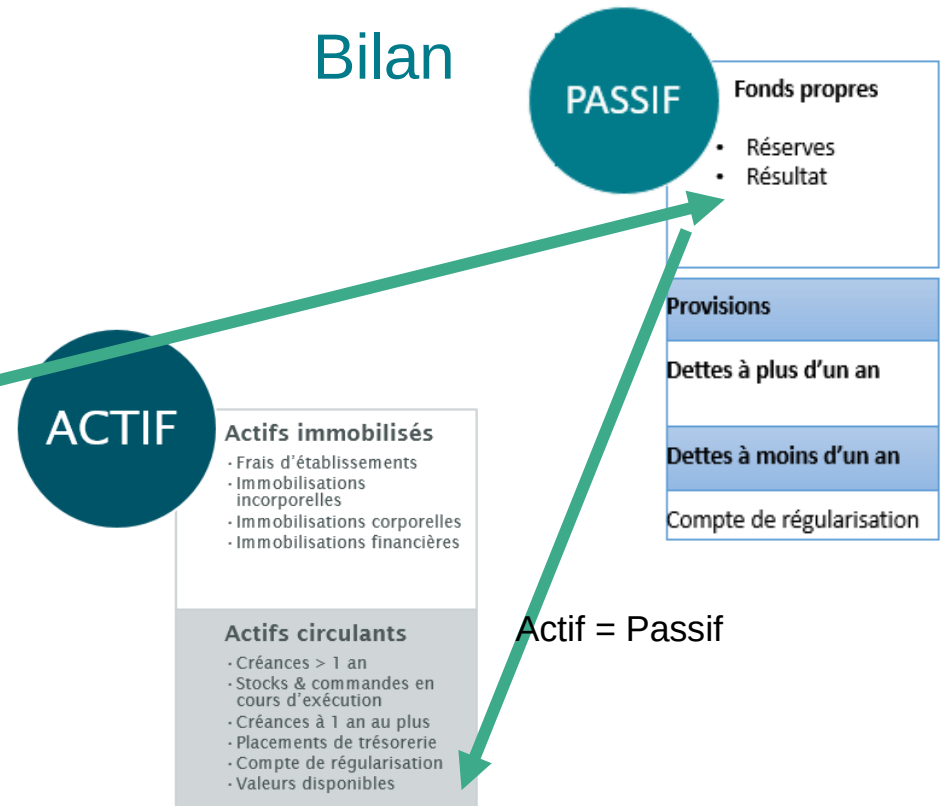 Bilan
PASSIF
Fonds propres
• Réserves
• Résultat
Provisions
Dettes à plus d’un an
Dettes à moins d’un an
Compte de régularisation
ACTIF
Actifs immobilisés
· Frais d’établissements
· Immobilisations
incorporelles
· Immobilisations corporelles
· Immobilisations financières
Actifs circulants
· Créances > 1 an
· Stocks & commandes en
cours d’exécution
· Créances à 1 an au plus
· Placements de trésorerie
· Compte de régularisation
· Valeurs disponibles
Actif = Passif